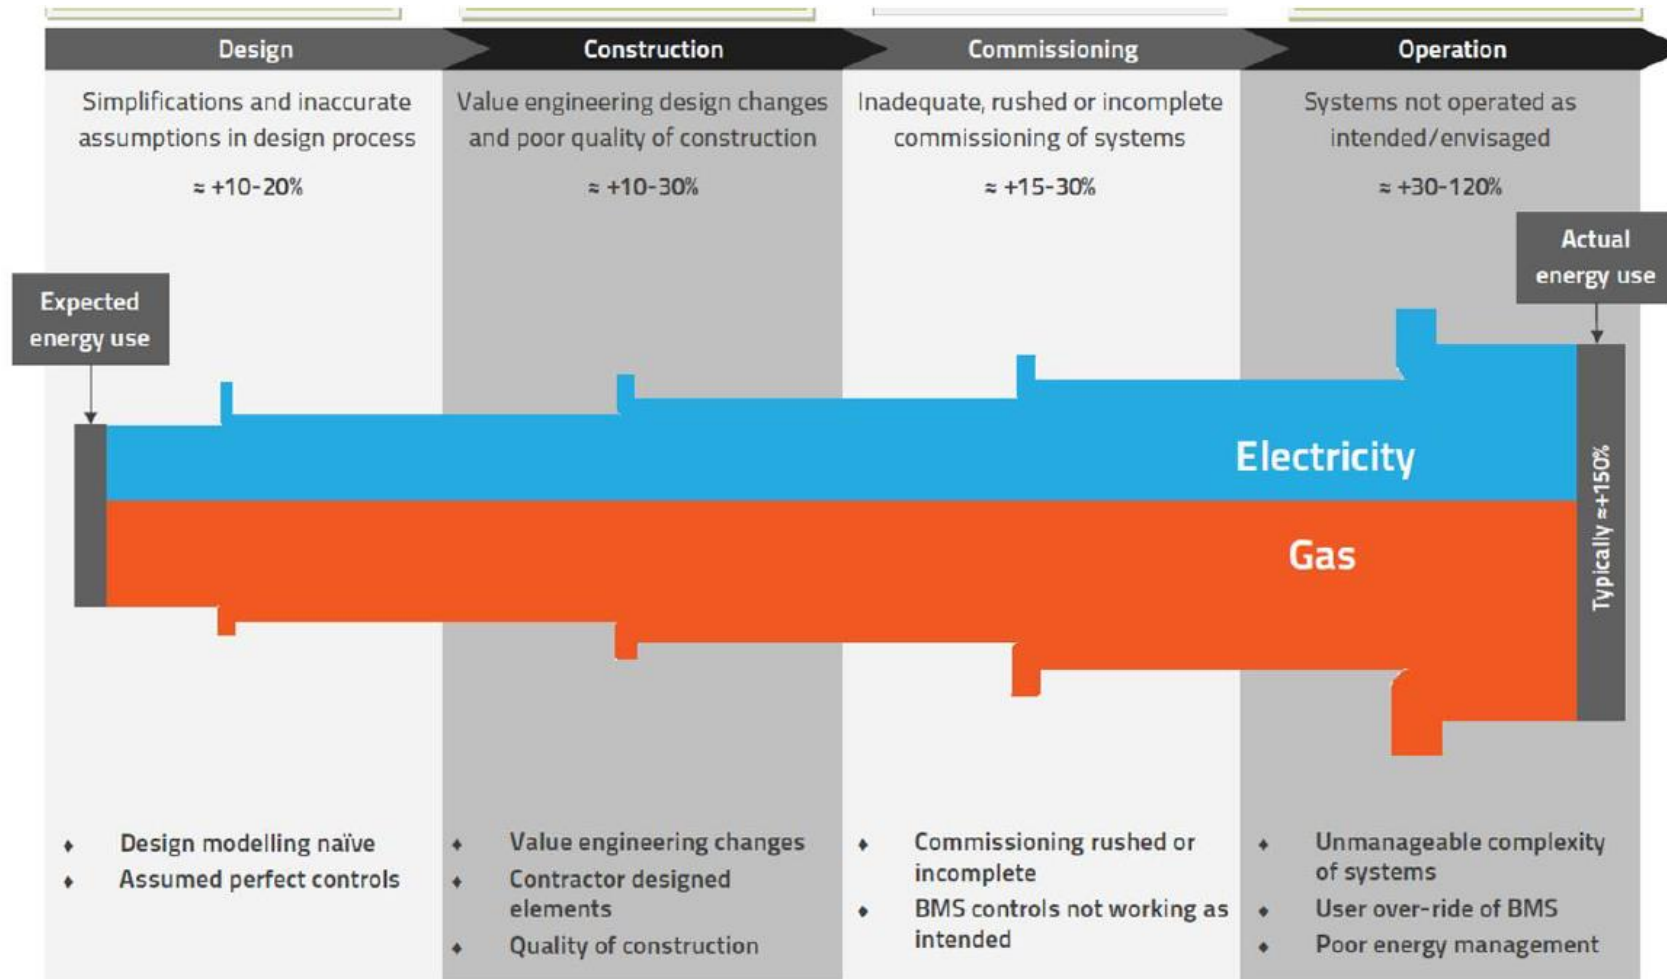 Design
Construction
Commissioning
Operation
Simplifications and inaccurate
assumptions in design process
≈ +10-20%
Value engineering design changes
and poor quality of construction
≈ +10-30%
Inadequate, rushed or incomplete
commissioning of systems
≈ +15-30%
Systems not operated as
intended/envisaged
≈ +30-120%
Expected
energy use
Actual
energy use
Electricity
Gas
Typically ≈+150%
♦ Design modelling naïve
♦ Assumed perfect controls
♦ Value engineering changes
♦ Contractor designed
elements
♦ Quality of construction
♦ Commissioning rushed or
incomplete
♦ BMS controls not working as
intended
♦ Unmanageable complexity
of systems
♦ User over-ride of BMS
♦ Poor energy management